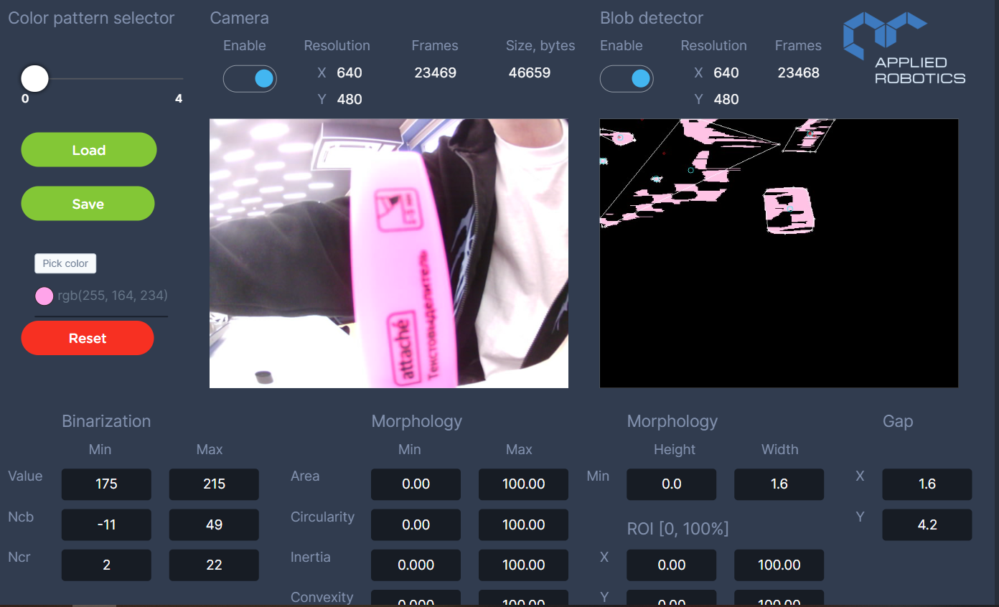 Color pattern selector
0
4
Load
Save
Pick color
rgb(255, 164, 234)
Reset
Camera
Enable
Resolution
Frames
Size, bytes
X 640
23469
46659
Y 480
attaché
Текстовыделитель
Blob detector
Enable
Resolution
Frames
X 640
23468
Y 480
APPLIED
ROBOTICS
Binarization
Min Max
Value 175 215
Ncb -11 49
Ncr 2 22
Morphology
Min Max
Area 0.00 100.00
Circularity 0.00 100.00
Inertia 0.000 100.00
Convexity 0.000 100.00
Morphology
Height Width
Min 0.0 1.6
ROI [0, 100%]
X 0.00 100.00
Y 0.00 100.00
Gap
X 1.6
Y 4.2